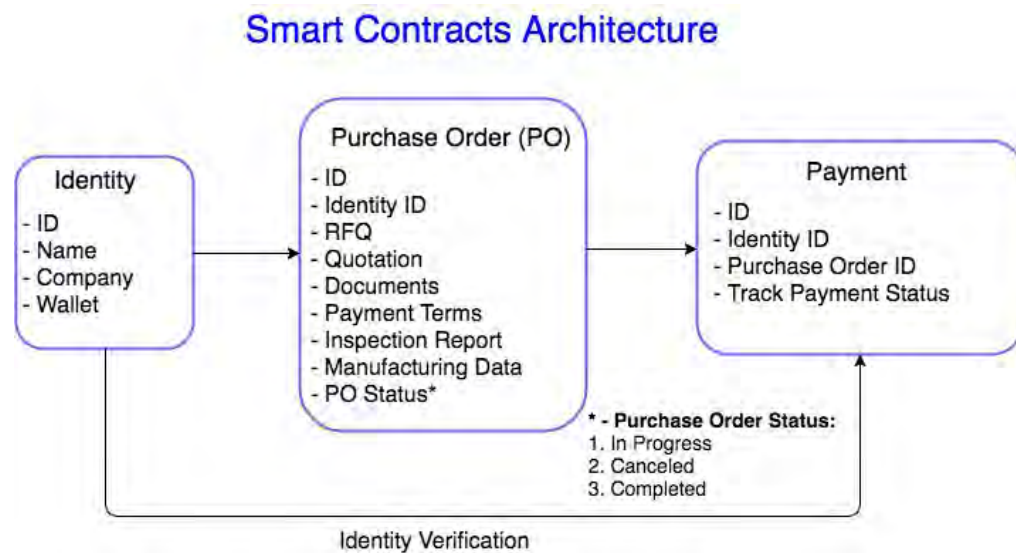 Smart Contracts Architecture
Identity
- ID
- Name
- Company
- Wallet
Purchase Order (PO)
- ID
- Identity ID
- RFQ
- Quotation
- Documents
- Payment Terms
- Inspection Report
- Manufacturing Data
- PO Status*
Payment
- ID
- Identity ID
- Purchase Order ID
- Track Payment Status
* - Purchase Order Status:
1. In Progress
2. Canceled
3. Completed
Identity Verification